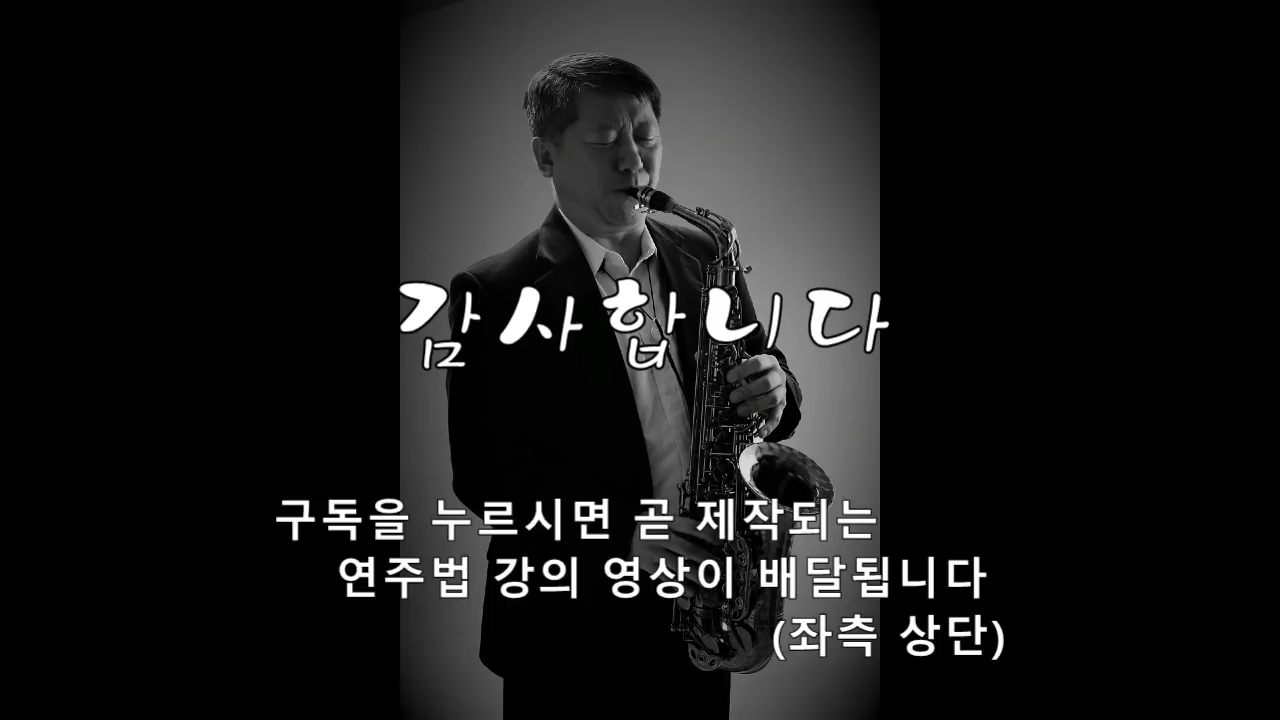 감사합니다
구독을 누르시면 곧 제작되는
연주법 강의 영상이 배달됩니다
(좌측 상단)